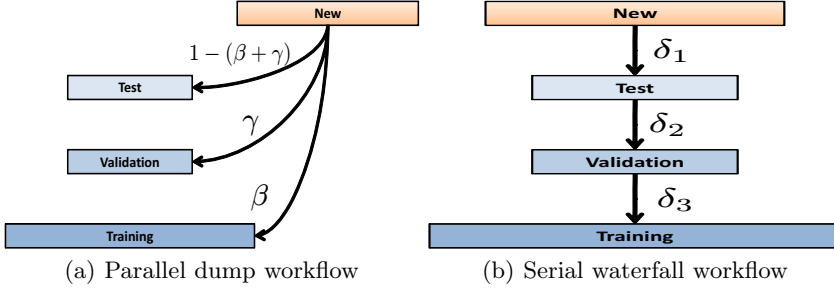 New
1 − (β + γ)
Test
γ
Validation
β
Training
(a) Parallel dump workflow
New
δ₁
Test
δ₂
Validation
δ₃
Training
(b) Serial waterfall workflow